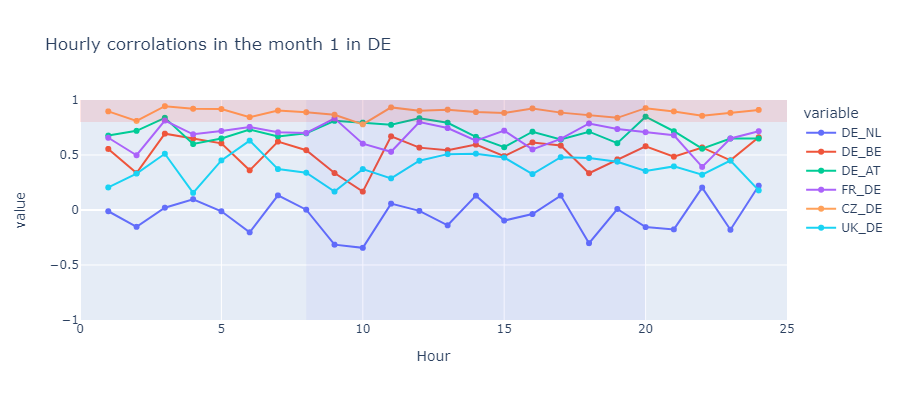 Hourly corrolations in the month 1 in DE
variable
DE_NL
DE_BE
DE_AT
FR_DE
CZ_DE
UK_DE
value
1
0.5
0
−0.5
−1
0
5
10
15
20
25
Hour